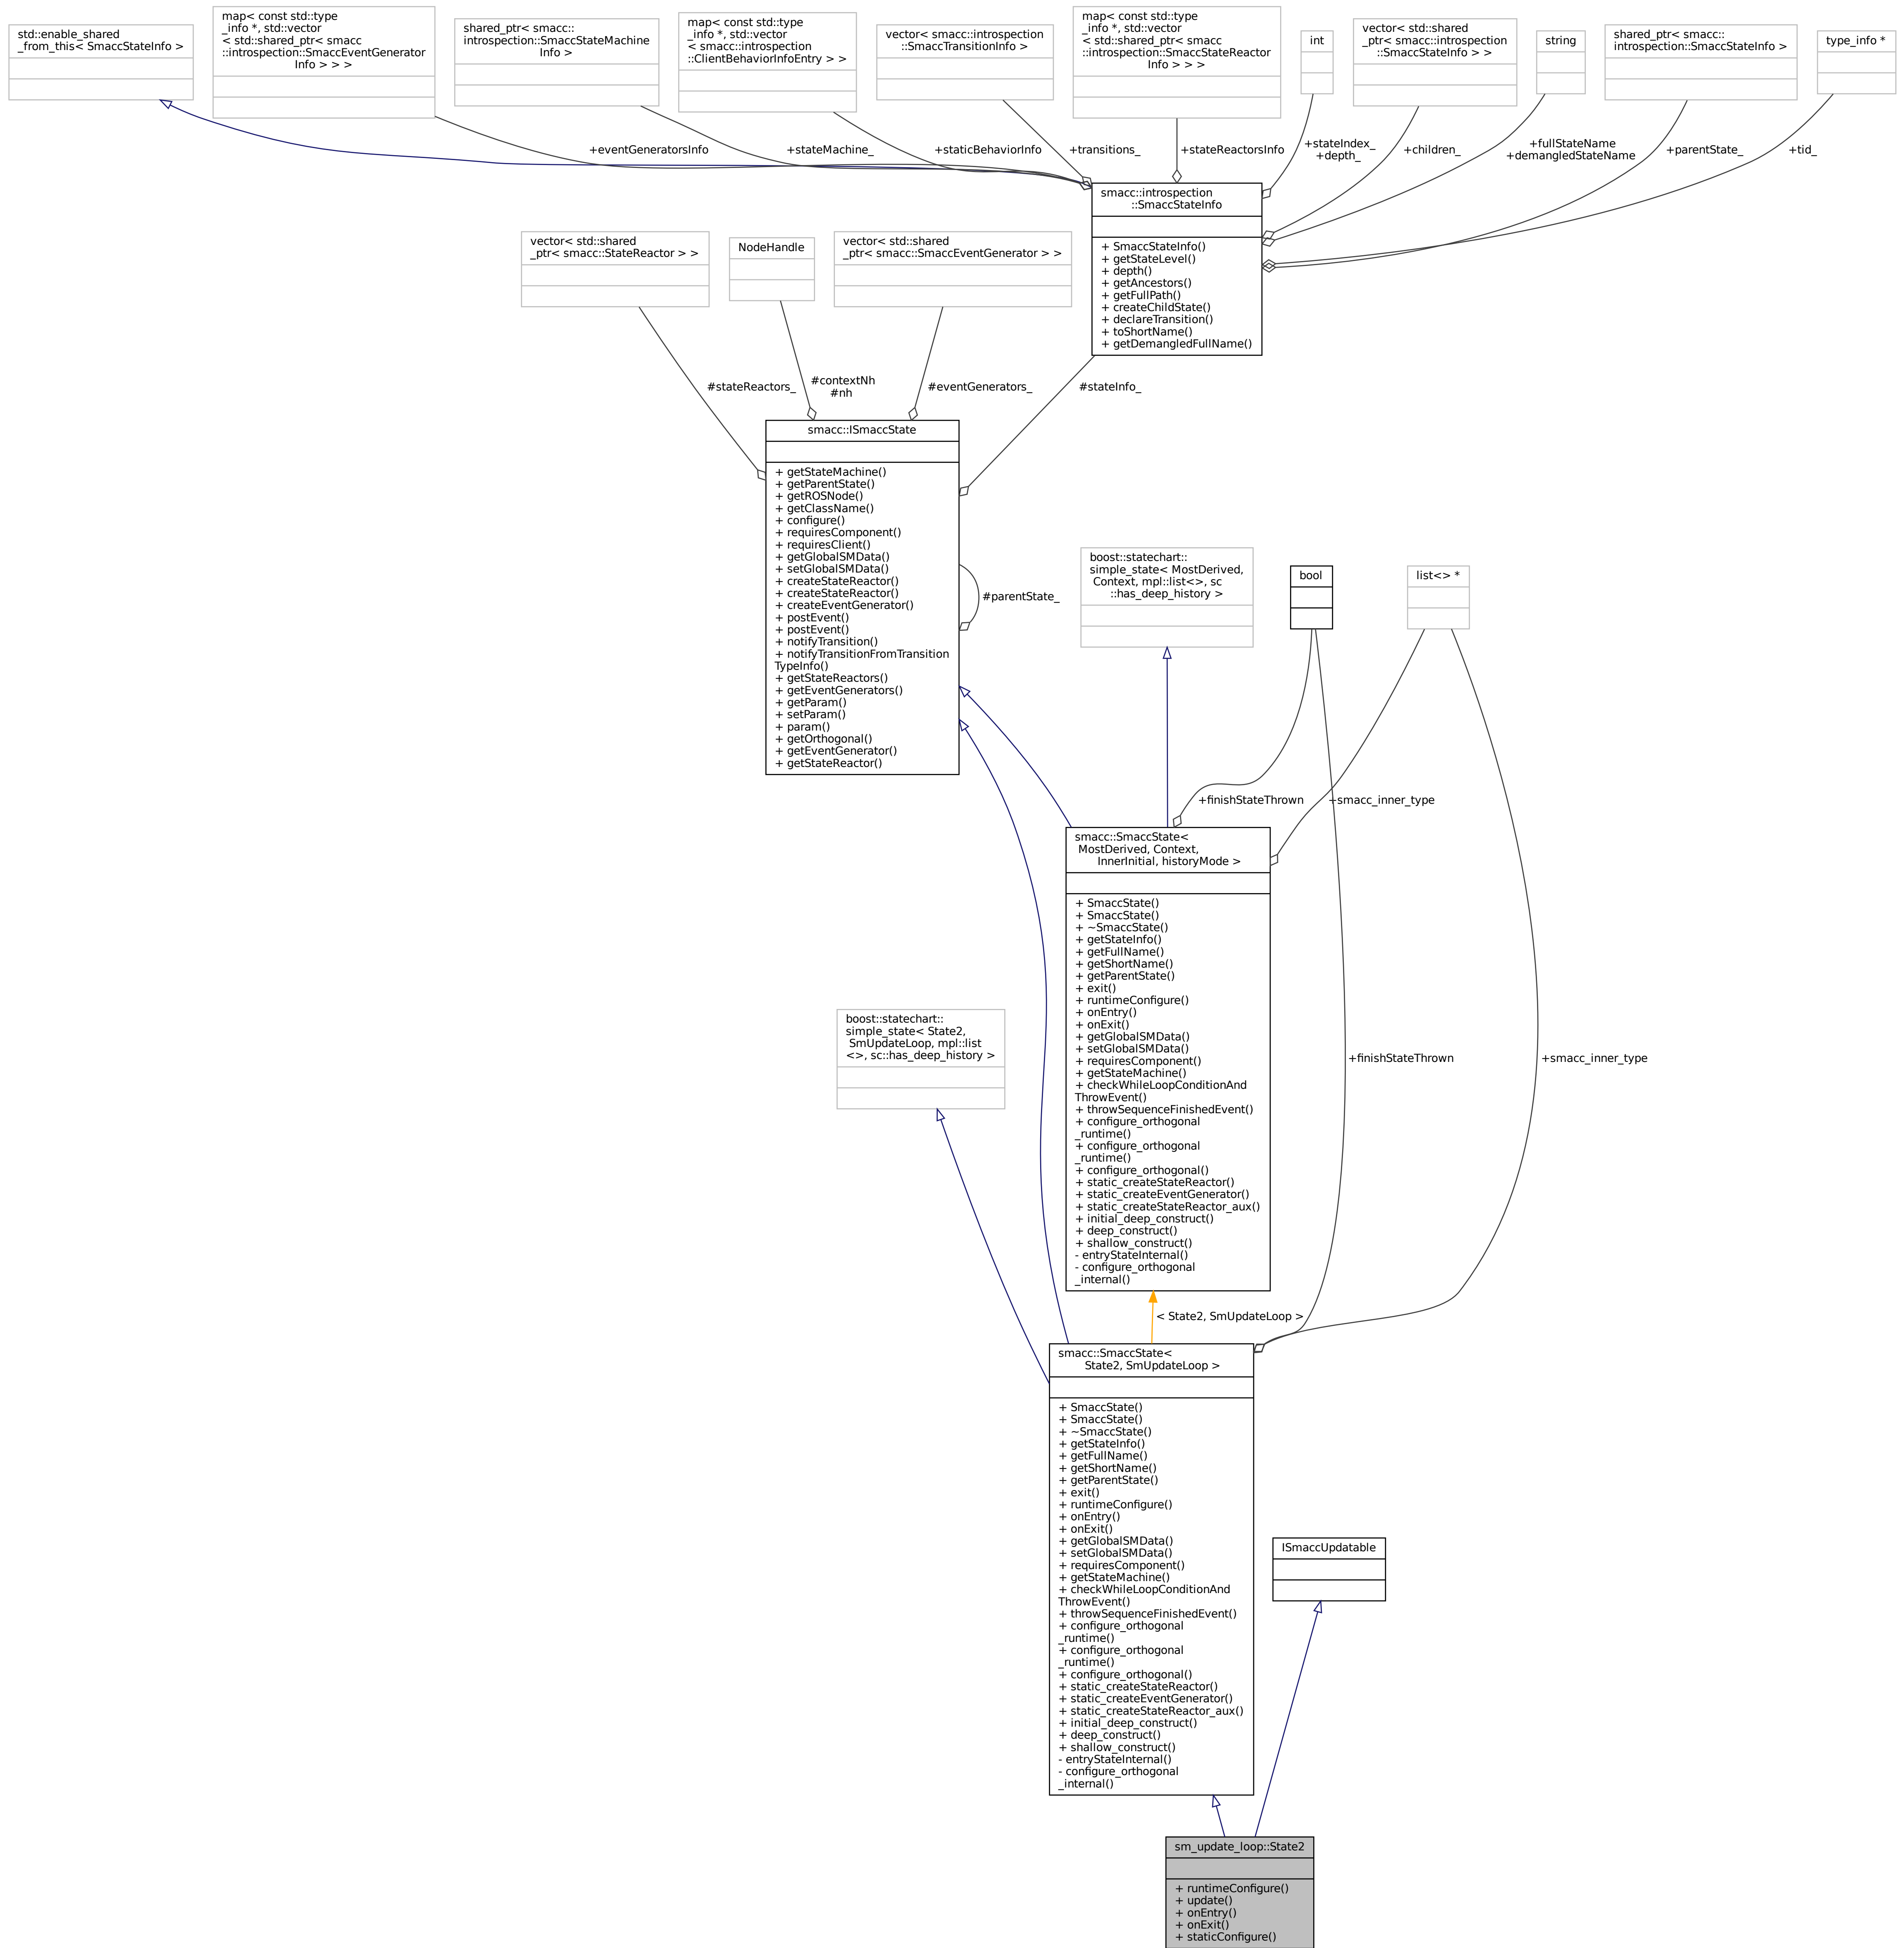 std::enable_shared
_from_this< SmaccStateInfo >
map< const std::type
_info *, std::vector
< std::shared_ptr< smacc
::introspection::SmaccEventGenerator
Info > > >
shared_ptr< smacc::
introspection::SmaccStateMachine
Info >
map< const std::type
_info *, std::vector
< smacc::introspection
::ClientBehaviorInfoEntry > >
vector< smacc::introspection
::SmaccTransitionInfo >
map< const std::type
_info *, std::vector
< std::shared_ptr< smacc
::introspection::SmaccStateReactor
Info > > >
int
vector< std::shared
_ptr< smacc::introspection
::SmaccStateInfo > >
string
shared_ptr< smacc::
introspection::SmaccStateInfo >
type_info *
+eventGeneratorsInfo
+stateMachine_
+staticBehaviorInfo
+transitions_
+stateReactorsInfo
+stateIndex_
+depth_
+children_
+fullStateName
+demangledStateName
+parentState_
+tid_
smacc::introspection
::SmaccStateInfo
+ SmaccStateInfo()
+ getStateLevel()
+ depth()
+ getAncestors()
+ getFullPath()
+ createChildState()
+ declareTransition()
+ toShortName()
+ getDemangledFullName()
vector< std::shared
_ptr< smacc::StateReactor > >
NodeHandle
vector< std::shared
_ptr< smacc::SmaccEventGenerator > >
#stateReactors_
#contextNh
#nh
#eventGenerators_
#stateInfo_
smacc::ISmaccState
+ getStateMachine()
+ getParentState()
+ getROSNode()
+ getClassName()
+ configure()
+ requiresComponent()
+ requiresClient()
+ getGlobalSMData()
+ setGlobalSMData()
+ createStateReactor()
+ createStateReactor()
+ createEventGenerator()
+ postEvent()
+ postEvent()
+ notifyTransition()
+ notifyTransitionFromTransition
TypeInfo()
+ getStateReactors()
+ getEventGenerators()
+ getParam()
+ setParam()
+ param()
+ getOrthogonal()
+ getEventGenerator()
+ getStateReactor()
#parentState_
boost::statechart::
simple_state< MostDerived,
Context, mpl::list<>, sc
::has_deep_history >
bool
list<> *
+finishStateThrown
+smacc_inner_type
smacc::SmaccState<
MostDerived, Context,
InnerInitial, historyMode >
+ SmaccState()
+ SmaccState()
+ ~SmaccState()
+ getStateInfo()
+ getFullName()
+ getShortName()
+ getParentState()
+ exit()
+ runtimeConfigure()
+ onEntry()
+ onExit()
+ getGlobalSMData()
+ setGlobalSMData()
+ requiresComponent()
+ getStateMachine()
+ checkWhileLoopConditionAnd
ThrowEvent()
+ throwSequenceFinishedEvent()
+ configure_orthogonal
_runtime()
+ configure_orthogonal
_runtime()
+ configure_orthogonal()
+ static_createStateReactor()
+ static_createEventGenerator()
+ static_createStateReactor_aux()
+ initial_deep_construct()
+ deep_construct()
+ shallow_construct()
- entryStateInternal()
- configure_orthogonal
_internal()
boost::statechart::
simple_state< State2,
SmUpdateLoop, mpl::list
<>, sc::has_deep_history >
+finishStateThrown
+smacc_inner_type
< State2, SmUpdateLoop >
smacc::SmaccState<
State2, SmUpdateLoop >
+ SmaccState()
+ SmaccState()
+ ~SmaccState()
+ getStateInfo()
+ getFullName()
+ getShortName()
+ getParentState()
+ exit()
+ runtimeConfigure()
+ onEntry()
+ onExit()
+ getGlobalSMData()
+ setGlobalSMData()
+ requiresComponent()
+ getStateMachine()
+ checkWhileLoopConditionAnd
ThrowEvent()
+ throwSequenceFinishedEvent()
+ configure_orthogonal
_runtime()
+ configure_orthogonal
_runtime()
+ configure_orthogonal()
+ static_createStateReactor()
+ static_createEventGenerator()
+ static_createStateReactor_aux()
+ initial_deep_construct()
+ deep_construct()
+ shallow_construct()
- entryStateInternal()
- configure_orthogonal
_internal()
ISmaccUpdatable
sm_update_loop::State2
+ runtimeConfigure()
+ update()
+ onEntry()
+ onExit()
+ staticConfigure()